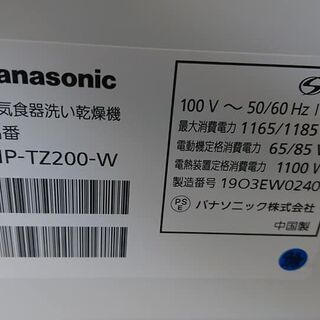 anasonic
気食器洗い乾燥機
品番
NP-TZ200-W
100 V ～ 50/60 Hz
最大消費電力 1165/1185
電動機定格消費電力 65/85 W
電熱装置定格消費電力 1100 W
製造番号 19O3EW0240
PS
E
パナソニック株式会社
中国製